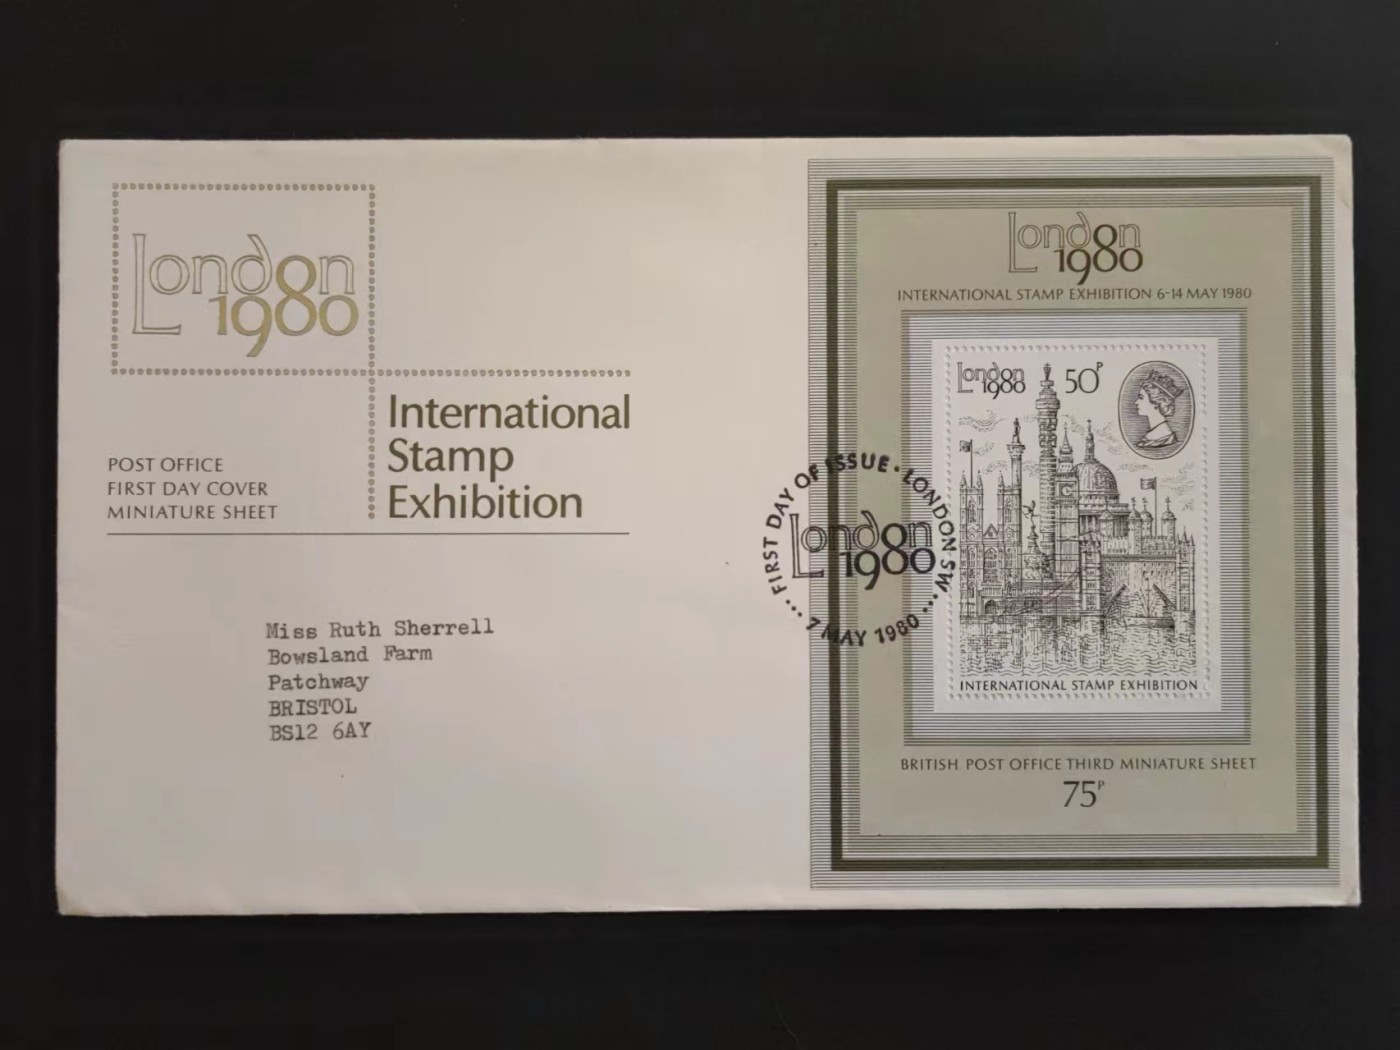 London
1980
International
Stamp
Exhibition
POST OFFICE
FIRST DAY COVER
MINIATURE SHEET
Miss Ruth Sherrell
Bowsland Farm
Patchway
BRISTOL
BS12 6AY
FIRST DAY OF ISSUE · LONDON SW
London
1980
7 MAY 1980
London
1980
INTERNATIONAL STAMP EXHIBITION 6-14 MAY 1980
London
1980
50P
INTERNATIONAL STAMP EXHIBITION
BRITISH POST OFFICE THIRD MINIATURE SHEET
75P